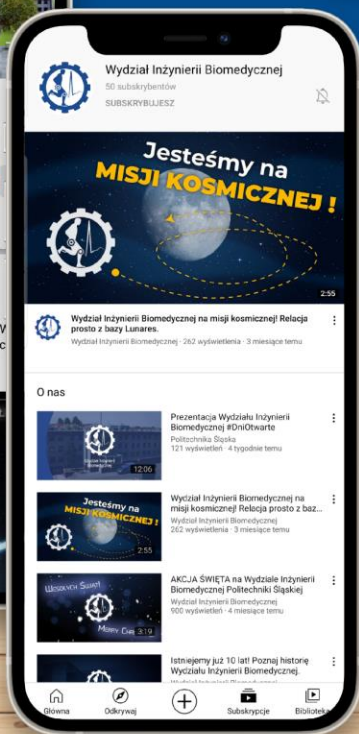 Wydział Inżynierii Biomedycznej
50 subskrybentów
SUBSKRYBUJESZ
Jesteśmy na
MISJI KOSMICZNEJ !
2:55
Wydział Inżynierii Biomedycznej na misji kosmicznej! Relacja
prosto z bazy Lunares.
Wydział Inżynierii Biomedycznej · 262 wyświetlenia · 3 miesiące temu
O nas
12:06
Prezentacja Wydziału Inżynierii
Biomedycznej #DniOtwarte
Politechnika Śląska
121 wyświetleń · 4 tygodnie temu
Jesteśmy na
MISJI KOSMICZNEJ !
2:55
Wydział Inżynierii Biomedycznej na
misji kosmicznej! Relacja prosto z baz...
Wydział Inżynierii Biomedycznej
262 wyświetlenia · 3 miesiące temu
WESOŁYCH ŚWIĄT
3:19
AKCJA ŚWIĘTA na Wydziale Inżynierii
Biomedycznej Politechniki Śląskiej
Wydział Inżynierii Biomedycznej
900 wyświetleń · 4 miesiące temu
Istniejemy już 10 lat! Poznaj historię
Wydziału Inżynierii Biomedycznej.
Główna
Odkrywaj
Subskrypcje
Biblioteka